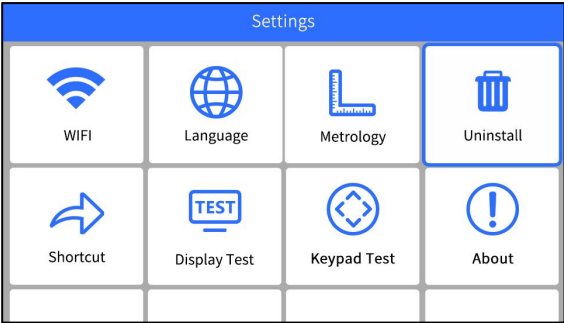 Settings
WIFI
Language
Metrology
Uninstall
Shortcut
TEST
Display Test
Keypad Test
About